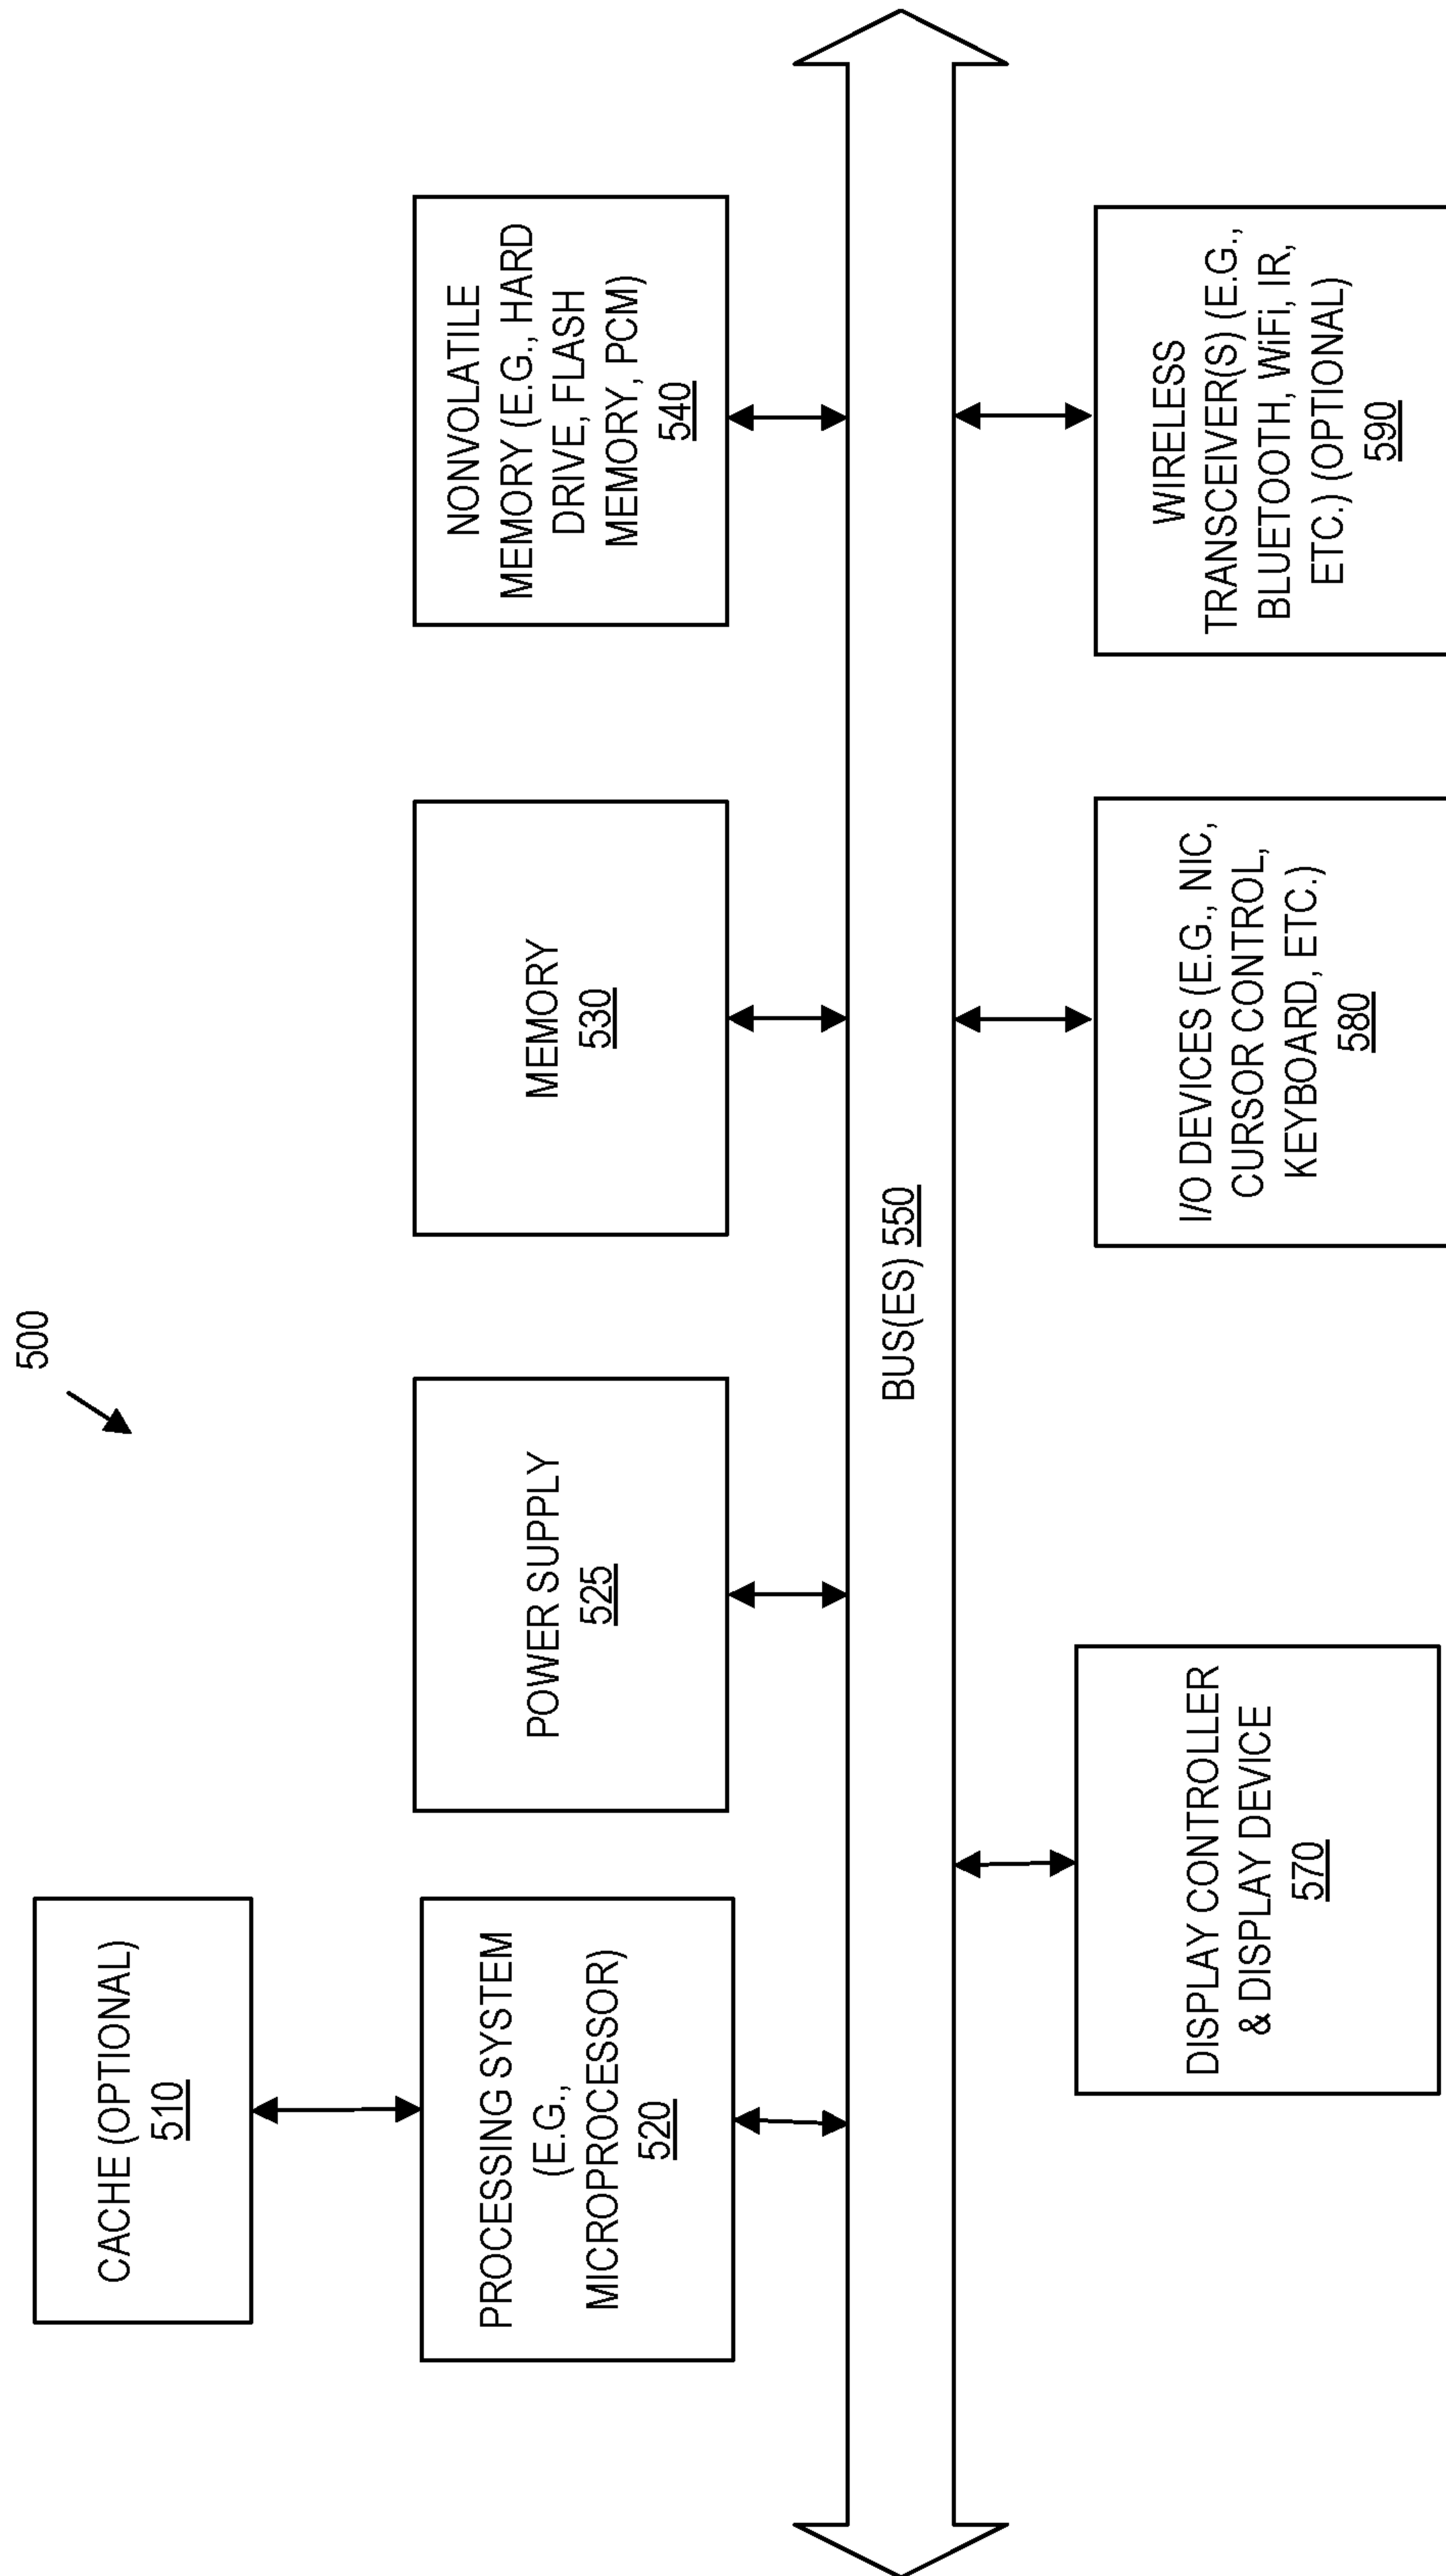 500
CACHE (OPTIONAL)
510
PROCESSING SYSTEM
(E.G.,
MICROPROCESSOR)
520
POWER SUPPLY
525
MEMORY
530
NONVOLATILE
MEMORY (E.G., HARD
DRIVE, FLASH
MEMORY, PCM)
540
BUS(ES) 550
DISPLAY CONTROLLER
& DISPLAY DEVICE
570
I/O DEVICES (E.G., NIC,
CURSOR CONTROL,
KEYBOARD, ETC.)
580
WIRELESS
TRANSCEIVER(S) (E.G.,
BLUETOOTH, WiFi, IR,
ETC.) (OPTIONAL)
590